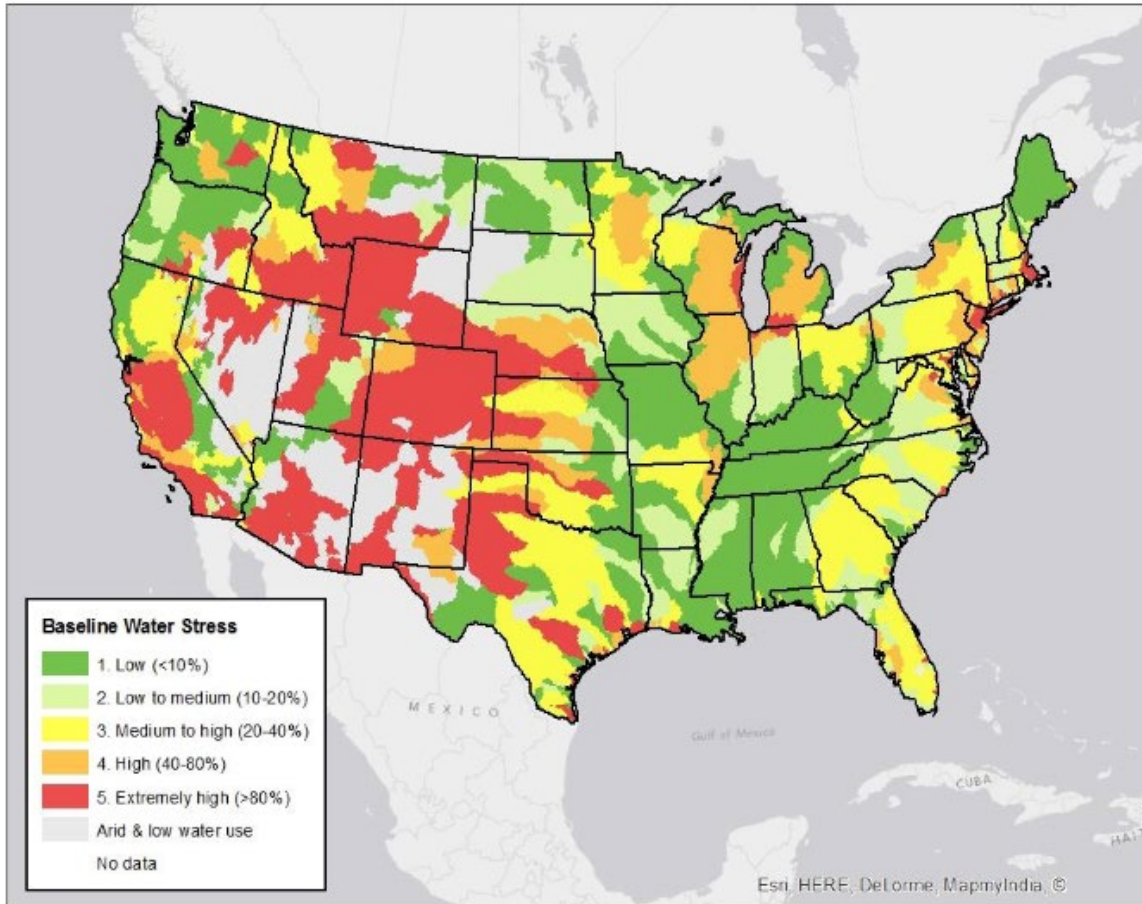 MEXICO
Gulf of Mexico
CUBA
HAIT
Baseline Water Stress
1. Low (<10%)
2. Low to medium (10-20%)
3. Medium to high (20-40%)
4. High (40-80%)
5. Extremely high (>80%)
Arid & low water use
No data
Esri, HERE, DeLorme, MapmyIndia, ©